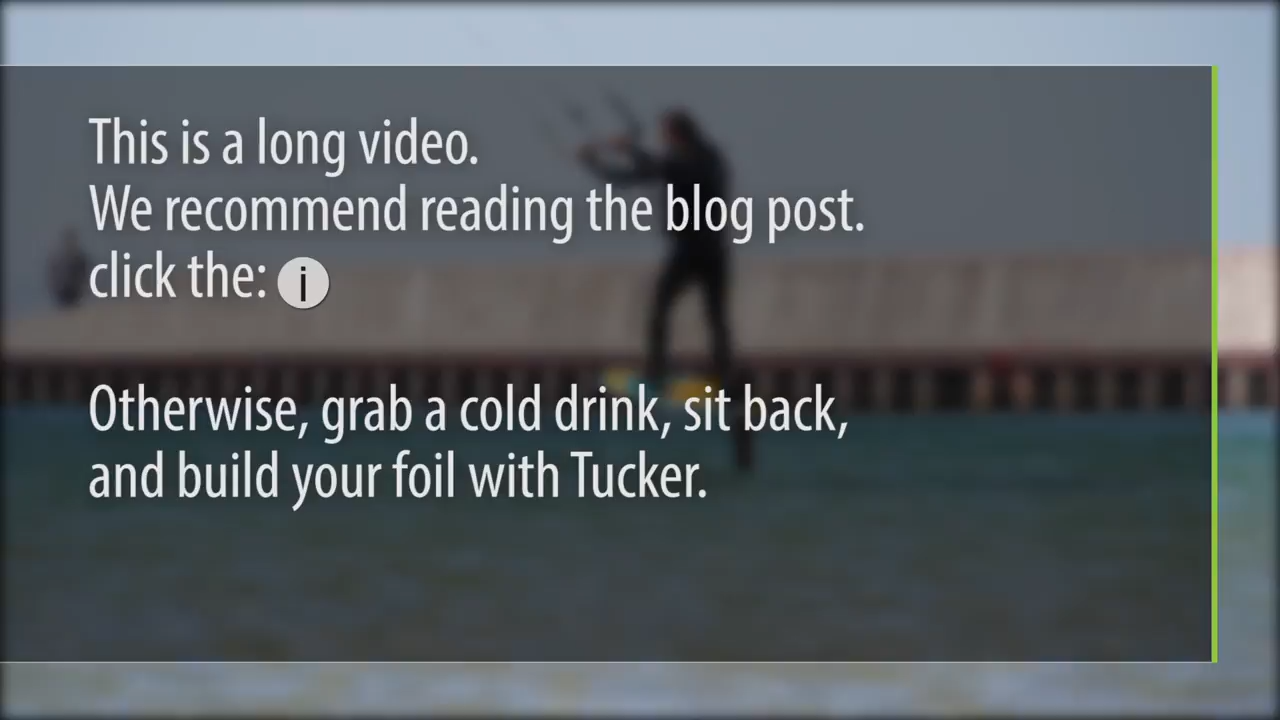 This is a long video.
We recommend reading the blog post.
click the: i
Otherwise, grab a cold drink, sit back,
and build your foil with Tucker.